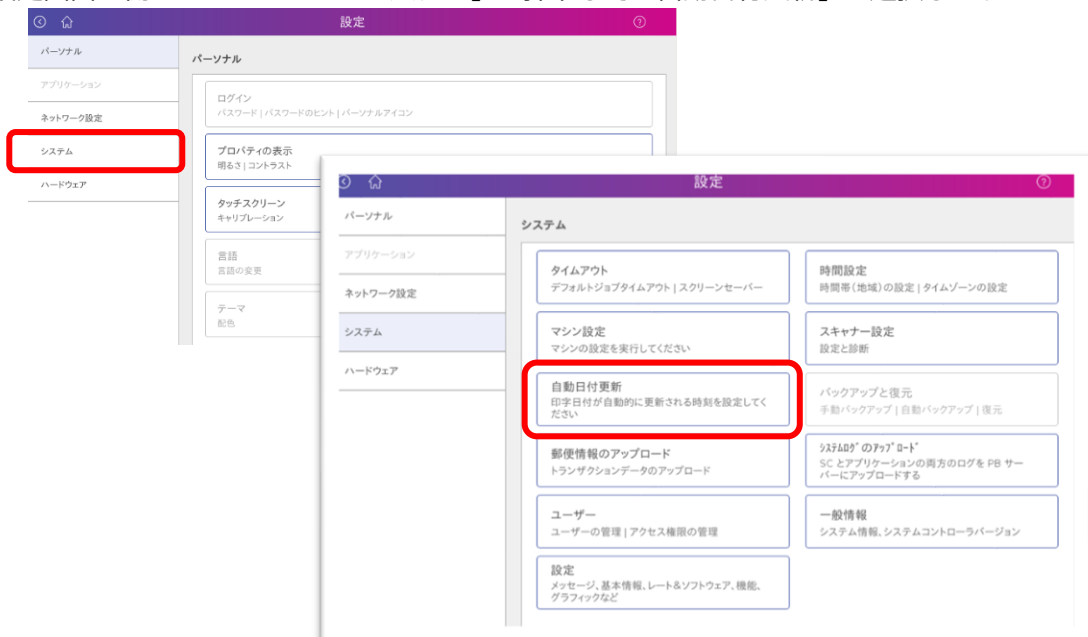 設定
パーソナル
アプリケーション
ネットワーク設定
システム
ハードウェア
パーソナル
ログイン
パスワード | パスワードのヒント | パーソナルアイコン
プロパティの表示
明るさ | コントラスト
タッチスクリーン
キャリブレーション
言語
言語の変更
テーマ
配色
設定
パーソナル
アプリケーション
ネットワーク設定
システム
ハードウェア
システム
タイムアウト
デフォルトジョブタイムアウト | スクリーンセーバー
時間設定
時間帯(地域)の設定 | タイムゾーンの設定
マシン設定
マシンの設定を実行してください
スキャナー設定
設定と診断
自動日付更新
印字日付が自動的に更新される時刻を設定してく
ださい
バックアップと復元
手動バックアップ | 自動バックアップ | 復元
郵便情報のアップロード
トランザクションデータのアップロード
ｼｽﾃﾑﾛｸﾞ のｱｯﾌﾟﾛｰﾄﾞ
SC とアプリケーションの両方のログを PB サー
バーにアップロードする
ユーザー
ユーザーの管理 | アクセス権限の管理
一般情報
システム情報、システムコントローラバージョン
設定
メッセージ、基本情報、レート&ソフトウェア、機能、
グラフィックなど